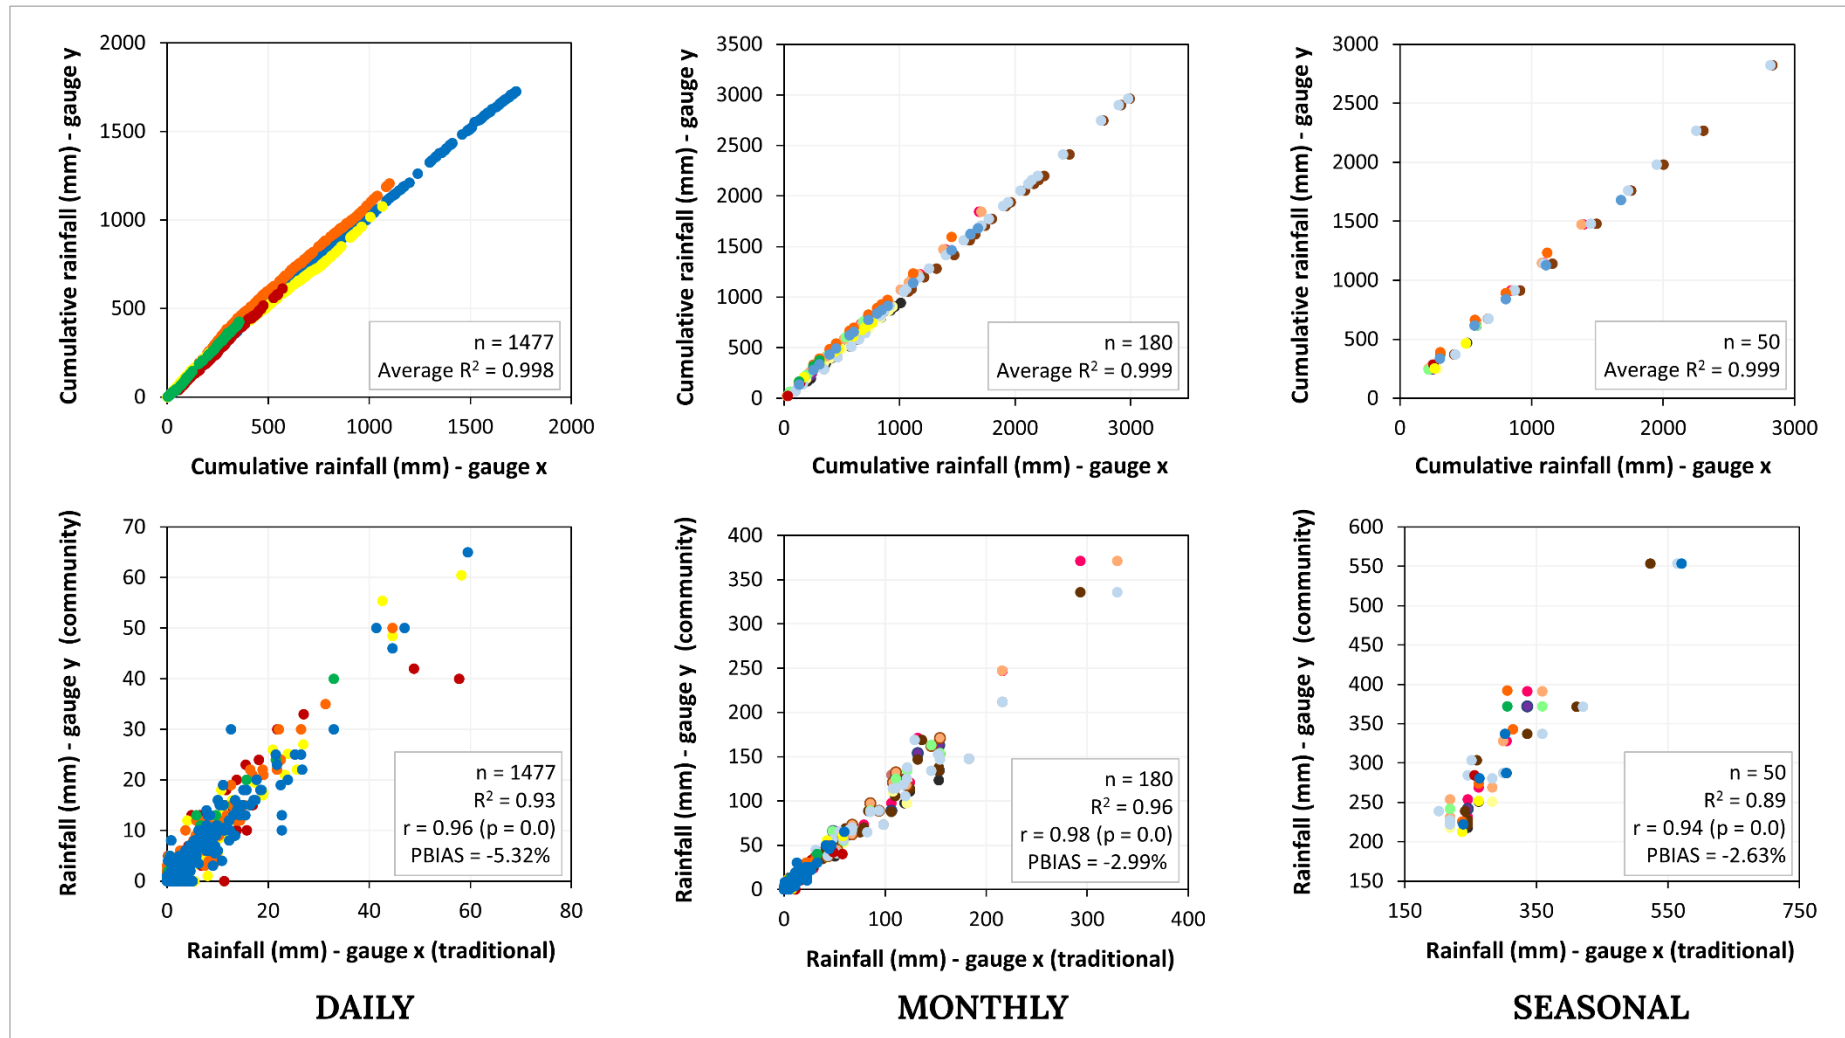 Cumulative rainfall (mm) - gauge y
2000
1500
1000
500
0
0 500 1000 1500 2000
Cumulative rainfall (mm) - gauge x
n = 1477
Average R² = 0.998
Cumulative rainfall (mm) - gauge y
3500
3000
2500
2000
1500
1000
500
0
0 1000 2000 3000
Cumulative rainfall (mm) - gauge x
n = 180
Average R² = 0.999
Cumulative rainfall (mm) - gauge y
3000
2500
2000
1500
1000
500
0
0 1000 2000 3000
Cumulative rainfall (mm) - gauge x
n = 50
Average R² = 0.999
Rainfall (mm) - gauge y (community)
70
60
50
40
30
20
10
0
0 20 40 60 80
Rainfall (mm) - gauge x (traditional)
n = 1477
R² = 0.93
r = 0.96 (p = 0.0)
PBIAS = -5.32%
DAILY
Rainfall (mm) - gauge y (community)
400
350
300
250
200
150
100
50
0
0 100 200 300 400
Rainfall (mm) - gauge x (traditional)
n = 180
R² = 0.96
r = 0.98 (p = 0.0)
PBIAS = -2.99%
MONTHLY
Rainfall (mm) - gauge y (community)
600
550
500
450
400
350
300
250
200
150
150 350 550 750
Rainfall (mm) - gauge x (traditional)
n = 50
R² = 0.89
r = 0.94 (p = 0.0)
PBIAS = -2.63%
SEASONAL